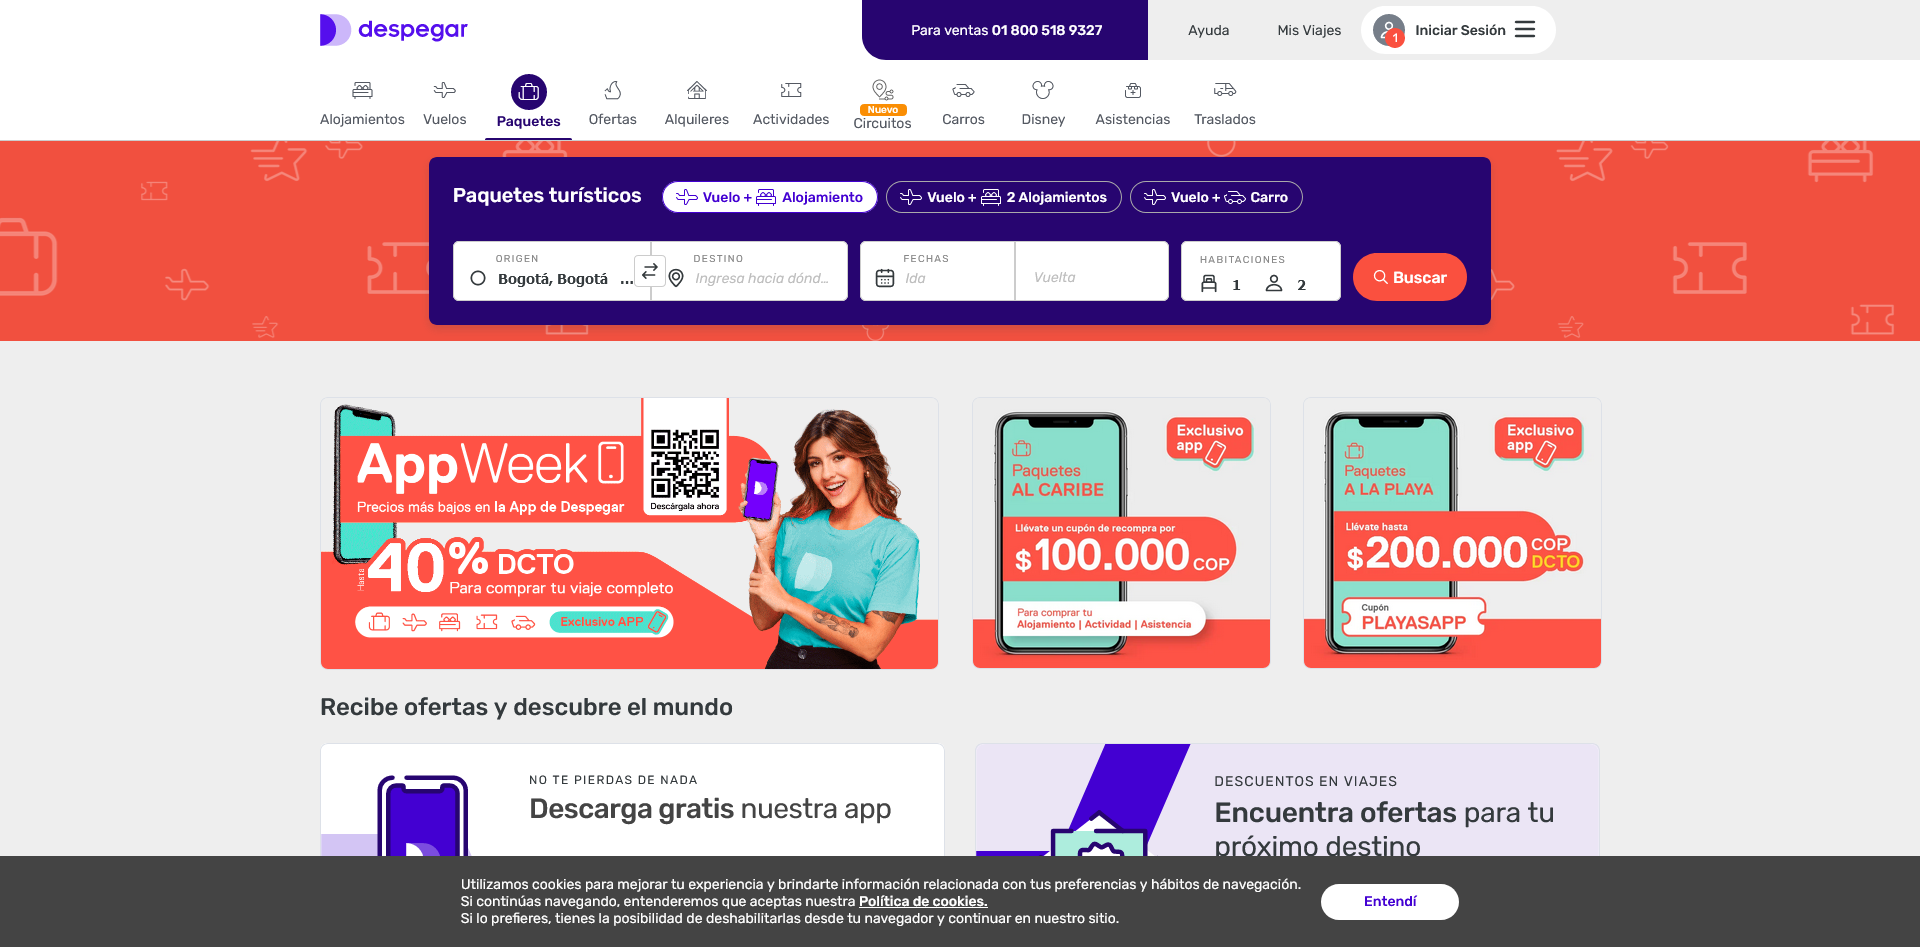 despegar
Para ventas 01 800 518 9327
Ayuda
Mis Viajes
1
Iniciar Sesión
Alojamientos
Vuelos
Paquetes
Ofertas
Alquileres
Actividades
Nuevo
Circuitos
Carros
Disney
Asistencias
Traslados
Paquetes turísticos
Vuelo + Alojamiento
Vuelo + 2 Alojamientos
Vuelo + Carro
ORIGEN
Bogotá, Bogotá ...
DESTINO
Ingresa hacia dónd...
FECHAS
Ida
Vuelta
HABITACIONES
1
2
Buscar
AppWeek
Precios más bajos en la App de Despegar
Descárgala ahora
Hasta
40% DCTO
Para comprar tu viaje completo
Exclusivo APP
Exclusivo
app
Paquetes
AL CARIBE
Llévate un cupón de recompra por
$100.000 COP
Para comprar tu
Alojamiento | Actividad | Asistencia
Exclusivo
app
Paquetes
A LA PLAYA
Llévate hasta
$200.000 COP
DCTO
Cupón
PLAYASAPP
Recibe ofertas y descubre el mundo
NO TE PIERDAS DE NADA
Descarga gratis nuestra app
DESCUENTOS EN VIAJES
Encuentra ofertas para tu
próximo destino
Utilizamos cookies para mejorar tu experiencia y brindarte información relacionada con tus preferencias y hábitos de navegación.
Si continúas navegando, entenderemos que aceptas nuestra Política de cookies.
Si lo prefieres, tienes la posibilidad de deshabilitarlas desde tu navegador y continuar en nuestro sitio.
Entendí